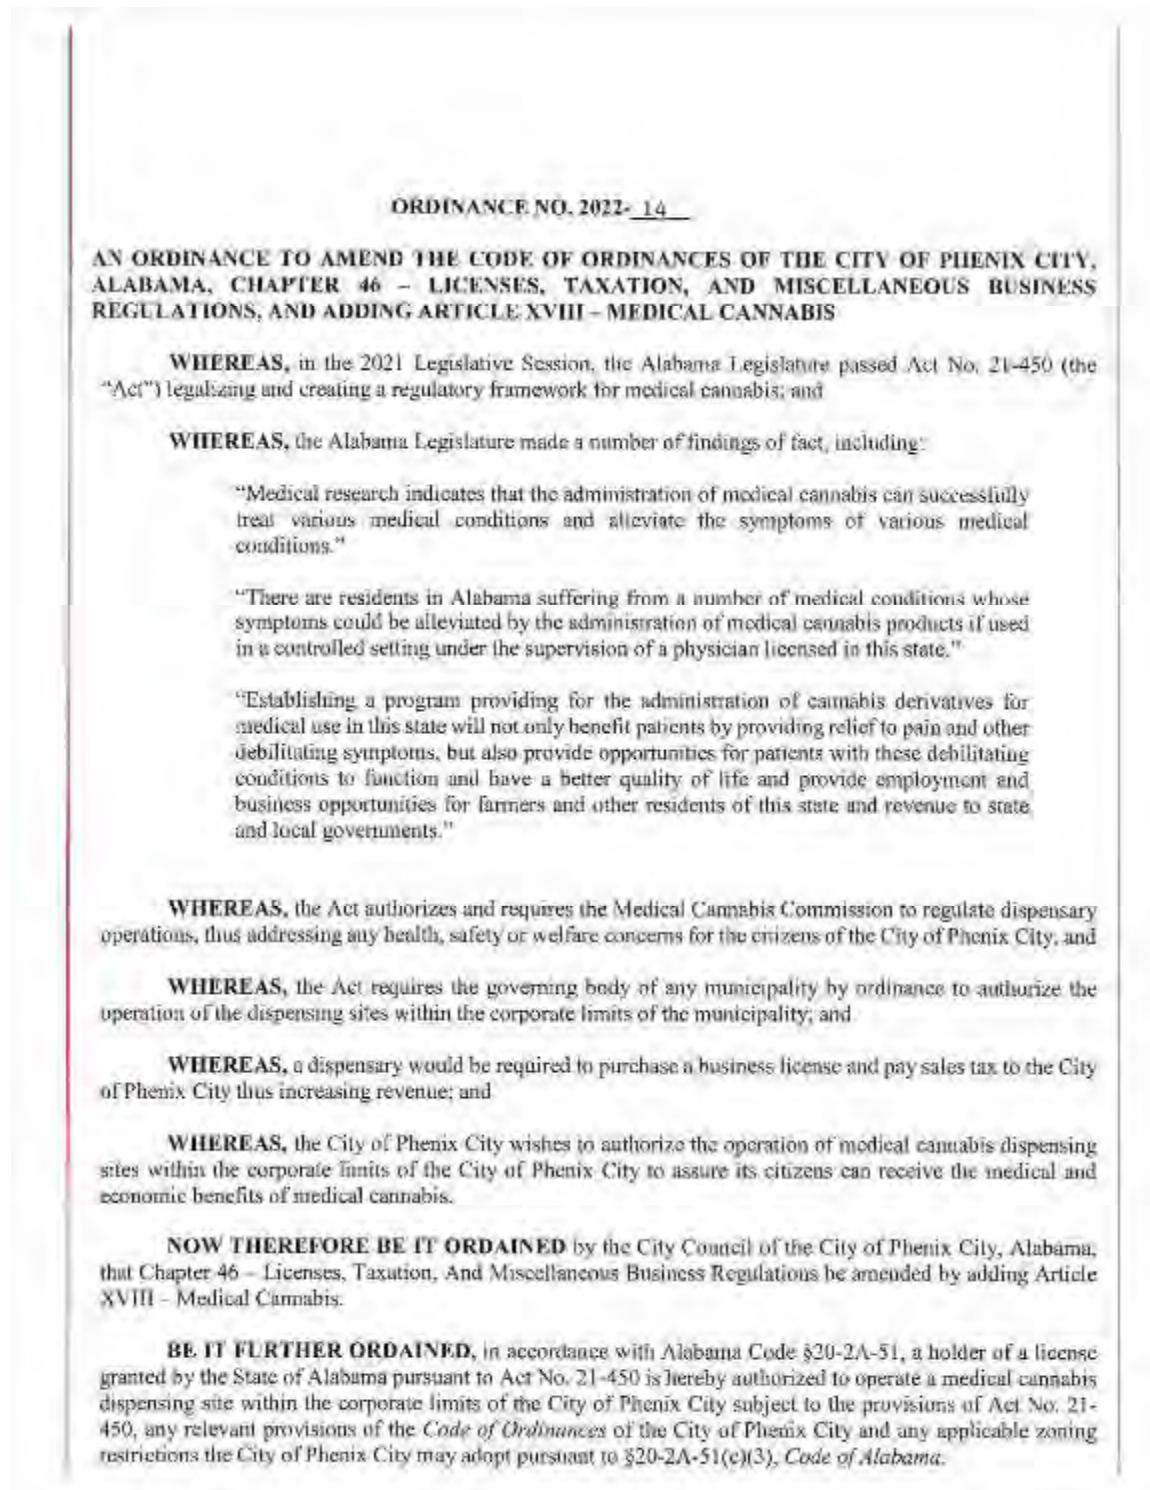 ORDINANCE NO. 2022- 14
AN ORDINANCE TO AMEND THE CODE OF ORDINANCES OF THE CITY OF PHENIX CITY,
ALABAMA, CHAPTER 46 – LICENSES, TAXATION, AND MISCELLANEOUS BUSINESS
REGULATIONS, AND ADDING ARTICLE XVIII – MEDICAL CANNABIS
WHEREAS, in the 2021 Legislative Session, the Alabama Legislature passed Act No. 21-450 (the
"Act") legalizing and creating a regulatory framework for medical cannabis; and
WHEREAS, the Alabama Legislature made a number of findings of fact, including:
"Medical research indicates that the administration of medical cannabis can successfully
treat various medical conditions and alleviate the symptoms of various medical
conditions."
"There are residents in Alabama suffering from a number of medical conditions whose
symptoms could be alleviated by the administration of medical cannabis products if used
in a controlled setting under the supervision of a physician licensed in this state."
"Establishing a program providing for the administration of cannabis derivatives for
medical use in this state will not only benefit patients by providing relief to pain and other
debilitating symptoms, but also provide opportunities for patients with these debilitating
conditions to function and have a better quality of life and provide employment and
business opportunities for farmers and other residents of this state and revenue to state
and local governments."
WHEREAS, the Act authorizes and requires the Medical Cannabis Commission to regulate dispensary
operations, thus addressing any health, safety or welfare concerns for the citizens of the City of Phenix City, and
WHEREAS, the Act requires the governing body of any municipality by ordinance to authorize the
operation of the dispensing sites within the corporate limits of the municipality; and
WHEREAS, a dispensary would be required to purchase a business license and pay sales tax to the City
of Phenix City thus increasing revenue; and
WHEREAS, the City of Phenix City wishes to authorize the operation of medical cannabis dispensing
sites within the corporate limits of the City of Phenix City to assure its citizens can receive the medical and
economic benefits of medical cannabis.
NOW THEREFORE BE IT ORDAINED by the City Council of the City of Phenix City, Alabama,
that Chapter 46 – Licenses, Taxation, And Miscellaneous Business Regulations be amended by adding Article
XVIII – Medical Cannabis.
BE IT FURTHER ORDAINED, in accordance with Alabama Code §20-2A-51, a holder of a license
granted by the State of Alabama pursuant to Act No. 21-450 is hereby authorized to operate a medical cannabis
dispensing site within the corporate limits of the City of Phenix City subject to the provisions of Act No. 21-
450, any relevant provisions of the Code of Ordinances of the City of Phenix City and any applicable zoning
restrictions the City of Phenix City may adopt pursuant to §20-2A-51(c)(3), Code of Alabama.